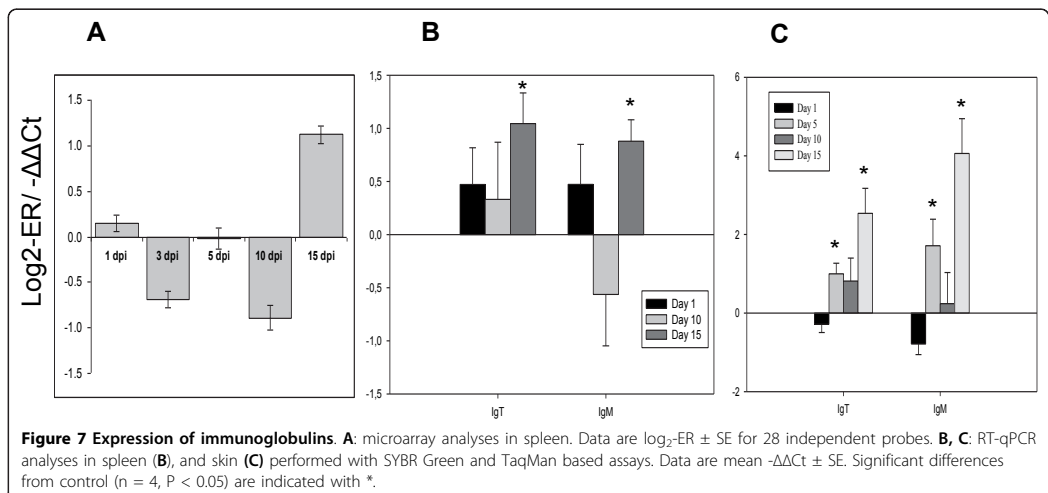 A
B
C
Log2-ER/ -ΔΔCt
1.5
1.0
0.5
0.0
-0.5
-1.0
-1.5
1 dpi 3 dpi 5 dpi 10 dpi 15 dpi
1,5
1,0
0,5
0,0
-0,5
-1,0
-1,5
* *
Day 1
Day 10
Day 15
IgT IgM
6
4
2
0
-2
Day 1
Day 5
Day 10
Day 15
* * * *
IgT IgM
Figure 7 Expression of immunoglobulins. A: microarray analyses in spleen. Data are log2-ER ± SE for 28 independent probes. B, C: RT-qPCR
analyses in spleen (B), and skin (C) performed with SYBR Green and TaqMan based assays. Data are mean -ΔΔCt ± SE. Significant differences
from control (n = 4, P < 0.05) are indicated with *.